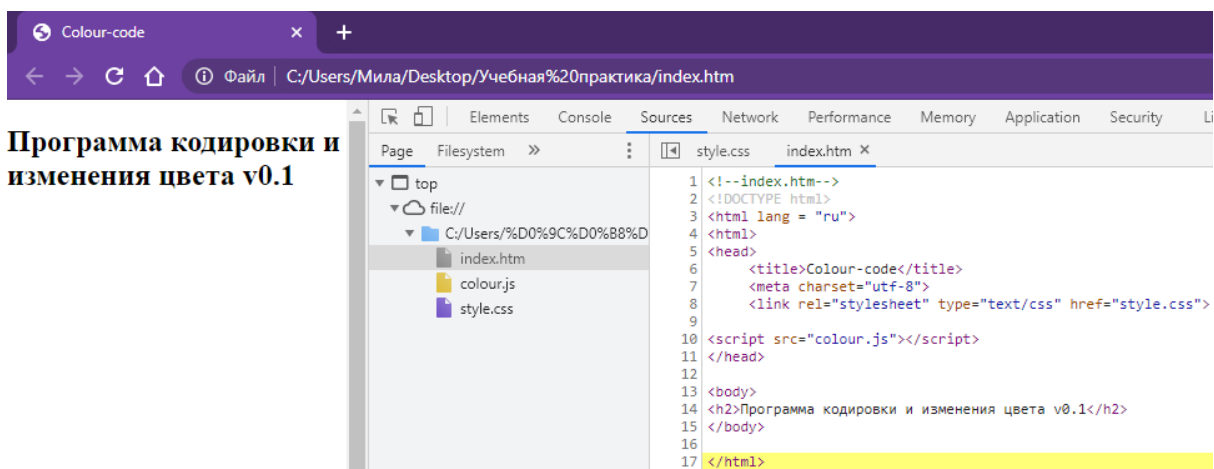 Colour-code
Файл | C:/Users/Мила/Desktop/Учебная%20практика/index.htm
Программа кодировки и
изменения цвета v0.1
Elements Console Sources Network Performance Memory Application Security Li
Page Filesystem »
style.css index.htm ×
top
file://
C:/Users/%D0%9C%D0%B8%D
index.htm
colour.js
style.css
1 <!--index.htm-->
2 <!DOCTYPE html>
3 <html lang = "ru">
4 <html>
5 <head>
6 <title>Colour-code</title>
7 <meta charset="utf-8">
8 <link rel="stylesheet" type="text/css" href="style.css">
9
10 <script src="colour.js"></script>
11 </head>
12
13 <body>
14 <h2>Программа кодировки и изменения цвета v0.1</h2>
15 </body>
16
17 </html>